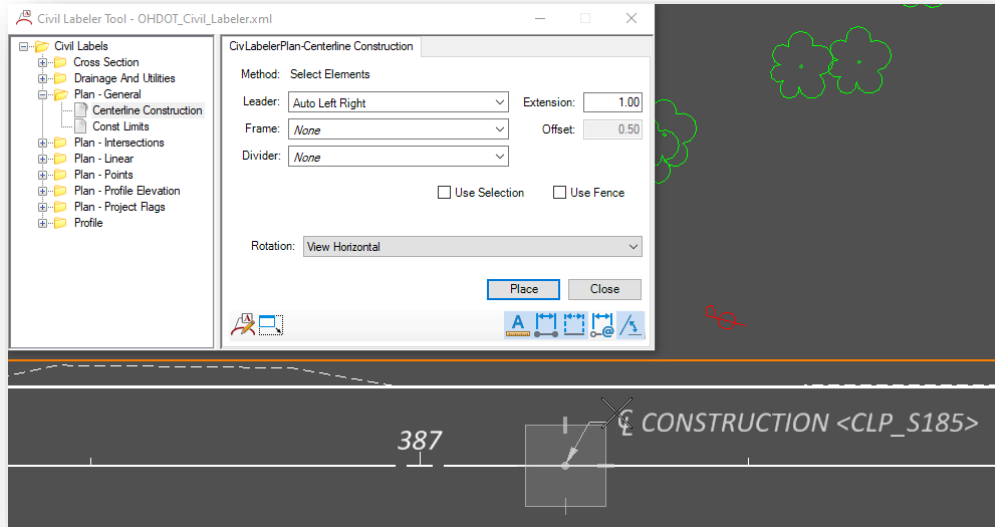 Civil Labeler Tool - OHDOT_Civil_Labeler.xml
Civil Labels
Cross Section
Drainage And Utilities
Plan - General
Centerline Construction
Const Limits
Plan - Intersections
Plan - Linear
Plan - Points
Plan - Profile Elevation
Plan - Project Flags
Profile
CivLabelerPlan-Centerline Construction
Method: Select Elements
Leader: Auto Left Right Extension: 1.00
Frame: None Offset: 0.50
Divider: None
Use Selection Use Fence
Rotation: View Horizontal
Place Close
387
℄ CONSTRUCTION <CLP_S185>